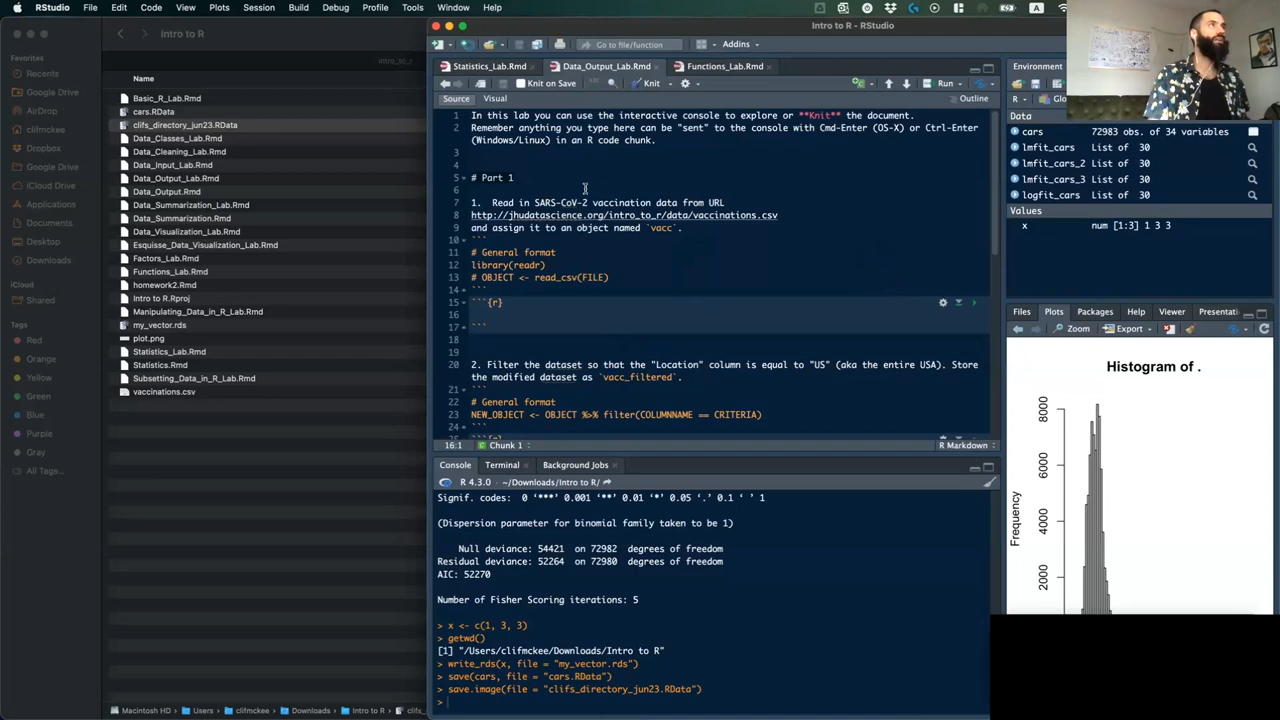 RStudio File Edit Code View Plots Session Build Debug Profile Tools Window Help
Intro to R
intro_to_r
Favorites
Recents
Google Drive
AirDrop
clifmckee
Dropbox
Google Drive
iCloud Drive
Applications
Documents
Desktop
Downloads
iCloud
Shared
Tags
Red
Orange
Yellow
Green
Blue
Purple
Gray
All Tags...
Name
Basic_R_Lab.Rmd
cars.RData
clifs_directory_jun23.RData
Data_Classes_Lab.Rmd
Data_Cleaning_Lab.Rmd
Data_Input_Lab.Rmd
Data_Output_Lab.Rmd
Data_Output.Rmd
Data_Summarization_Lab.Rmd
Data_Summarization.Rmd
Data_Visualization_Lab.Rmd
Esquisse_Data_Visualization_Lab.Rmd
Factors_Lab.Rmd
Functions_Lab.Rmd
homework2.Rmd
Intro to R.Rproj
Manipulating_Data_in_R_Lab.Rmd
my_vector.rds
plot.png
Statistics_Lab.Rmd
Statistics.Rmd
Subsetting_Data_in_R_Lab.Rmd
vaccinations.csv
Macintosh HD Users clifmckee Downloads Intro to R
Intro to R - RStudio
Go to file/function Addins
Statistics_Lab.Rmd Data_Output_Lab.Rmd Functions_Lab.Rmd
Knit on Save Knit Run
Source Visual Outline
1 In this lab you can use the interactive console to explore or **Knit** the document.
2 Remember anything you type here can be "sent" to the console with Cmd-Enter (OS-X) or Ctrl-Enter
(Windows/Linux) in an R code chunk.
3
4
5 # Part 1
6
7 1. Read in SARS-CoV-2 vaccination data from URL
8 http://jhudatascience.org/intro_to_r/data/vaccinations.csv
9 and assign it to an object named `vacc`.
10 ```
11 # General format
12 library(readr)
13 # OBJECT <- read_csv(FILE)
14 ```
15 ```{r}
16
17 ```
18
19
20 2. Filter the dataset so that the "Location" column is equal to "US" (aka the entire USA). Store
the modified dataset as `vacc_filtered`.
21 ```
22 # General format
23 NEW_OBJECT <- OBJECT %>% filter(COLUMNNAME == CRITERIA)
24 ```
25 ```{r}
16:1 Chunk 1 R Markdown
Console Terminal Background Jobs
R 4.3.0 · ~/Downloads/Intro to R/
Signif. codes: 0 ‘***’ 0.001 ‘**’ 0.01 ‘*’ 0.05 ‘.’ 0.1 ‘ ’ 1
(Dispersion parameter for binomial family taken to be 1)
Null deviance: 54421 on 72982 degrees of freedom
Residual deviance: 52264 on 72980 degrees of freedom
AIC: 52270
Number of Fisher Scoring iterations: 5
> x <- c(1, 3, 3)
> getwd()
[1] "/Users/clifmckee/Downloads/Intro to R"
> write_rds(x, file = "my_vector.rds")
> save(cars, file = "cars.RData")
> save.image(file = "clifs_directory_jun23.RData")
>
Environment
R
Data
cars 72983 obs. of 34 variables
lmfit_cars List of 30
lmfit_cars_2 List of 30
lmfit_cars_3 List of 30
logfit_cars List of 30
Values
x num [1:3] 1 3 3
Files Plots Packages Help Viewer Presentati
Zoom Export
Histogram of .
Frequency
8000
6000
4000
2000